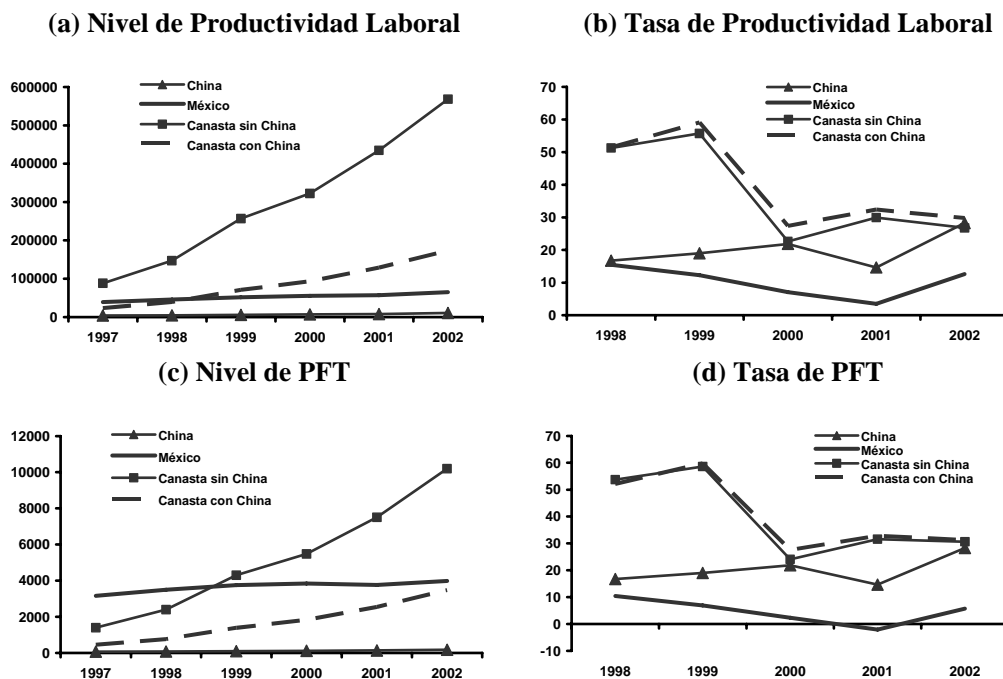 (a) Nivel de Productividad Laboral
600000
500000
400000
300000
200000
100000
0
China
México
Canasta sin China
Canasta con China
1997 1998 1999 2000 2001 2002
(b) Tasa de Productividad Laboral
70
60
50
40
30
20
10
0
China
México
Canasta sin China
Canasta con China
1998 1999 2000 2001 2002
(c) Nivel de PFT
12000
10000
8000
6000
4000
2000
0
China
México
Canasta sin China
Canasta con China
1997 1998 1999 2000 2001 2002
(d) Tasa de PFT
70
60
50
40
30
20
10
0
-10
China
México
Canasta sin China
Canasta con China
1998 1999 2000 2001 2002